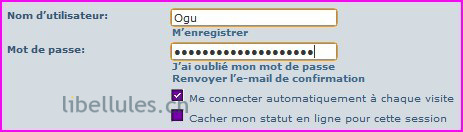 Nom d'utilisateur: Ogu
M'enregistrer
Mot de passe: ••••••••••••••••••••
J'ai oublié mon mot de passe
Renvoyer l'e-mail de confirmation
Me connecter automatiquement à chaque visite
libellules.ch
Cacher mon statut en ligne pour cette session